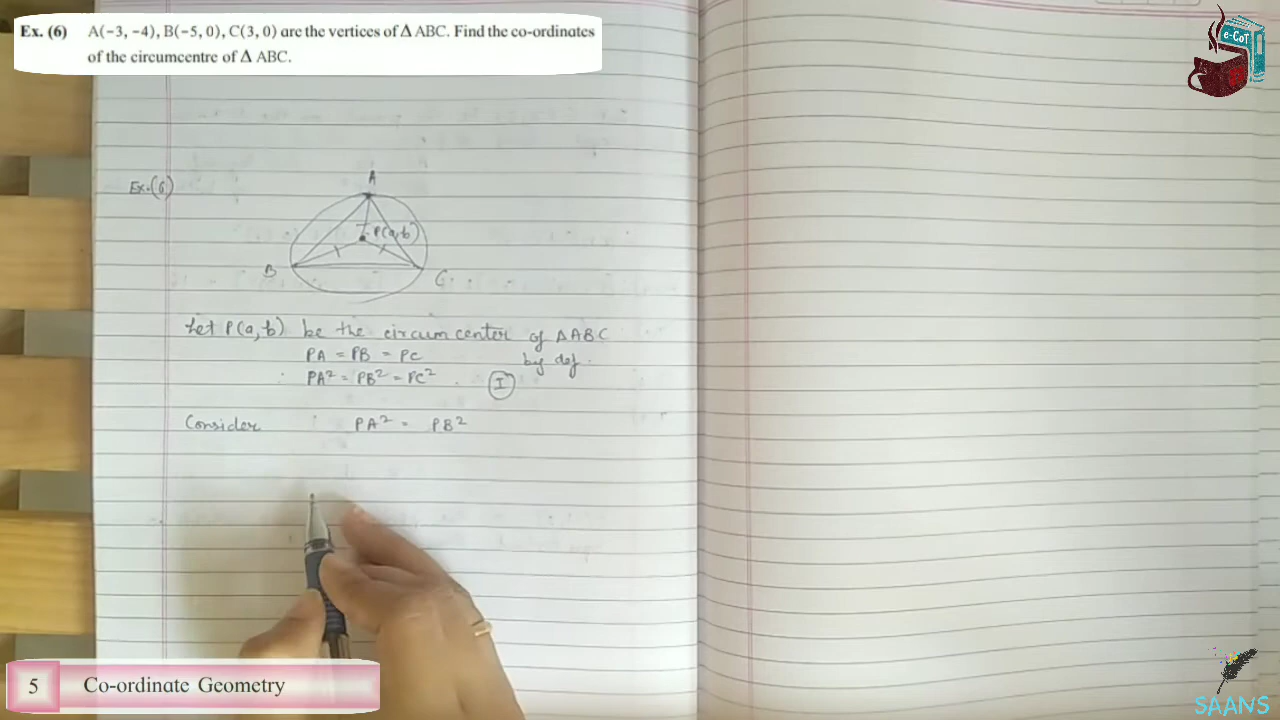 Ex. (6) A(−3, −4), B(−5, 0), C(3, 0) are the vertices of Δ ABC. Find the co-ordinates
of the circumcentre of Δ ABC.
e-CoT
Ex.(6)
A
P(a,b)
B
C
Let P(a,b) be the circum center of ΔABC
PA = PB = PC by def.
∴ PA² = PB² = PC² (I)
Consider PA² = PB²
5 Co-ordinate Geometry
SAANS